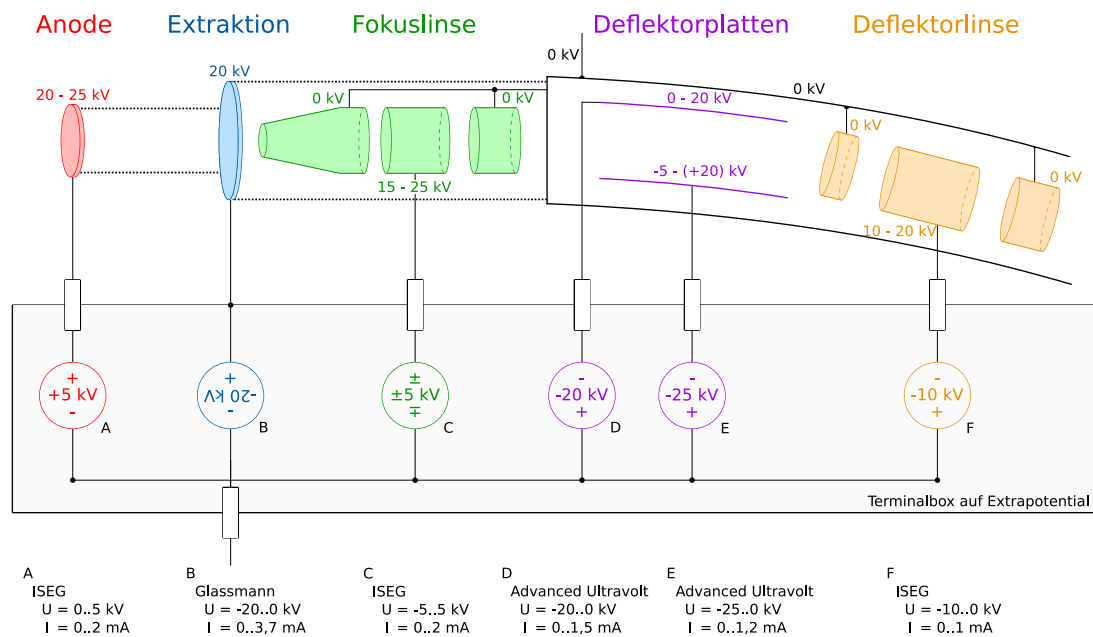 Anode
Extraktion
Fokuslinse
Deflektorplatten
Deflektorlinse
0 kV
20 kV
20 - 25 kV
0 kV
0 kV
0 - 20 kV
0 kV
0 kV
-5 - (+20) kV
0 kV
15 - 25 kV
10 - 20 kV
+
+5 kV
-
A
+
-20 kV
-
B
±
±5 kV
∓
C
-
-20 kV
+
D
-
-25 kV
+
E
-
-10 kV
+
F
Terminalbox auf Extrapotential
A
ISEG
U = 0..5 kV
I = 0..2 mA
B
Glassmann
U = -20..0 kV
I = 0..3,7 mA
C
ISEG
U = -5..5 kV
I = 0..2 mA
D
Advanced Ultravolt
U = -20..0 kV
I = 0..1,5 mA
E
Advanced Ultravolt
U = -25..0 kV
I = 0..1,2 mA
F
ISEG
U = -10..0 kV
I = 0..1 mA